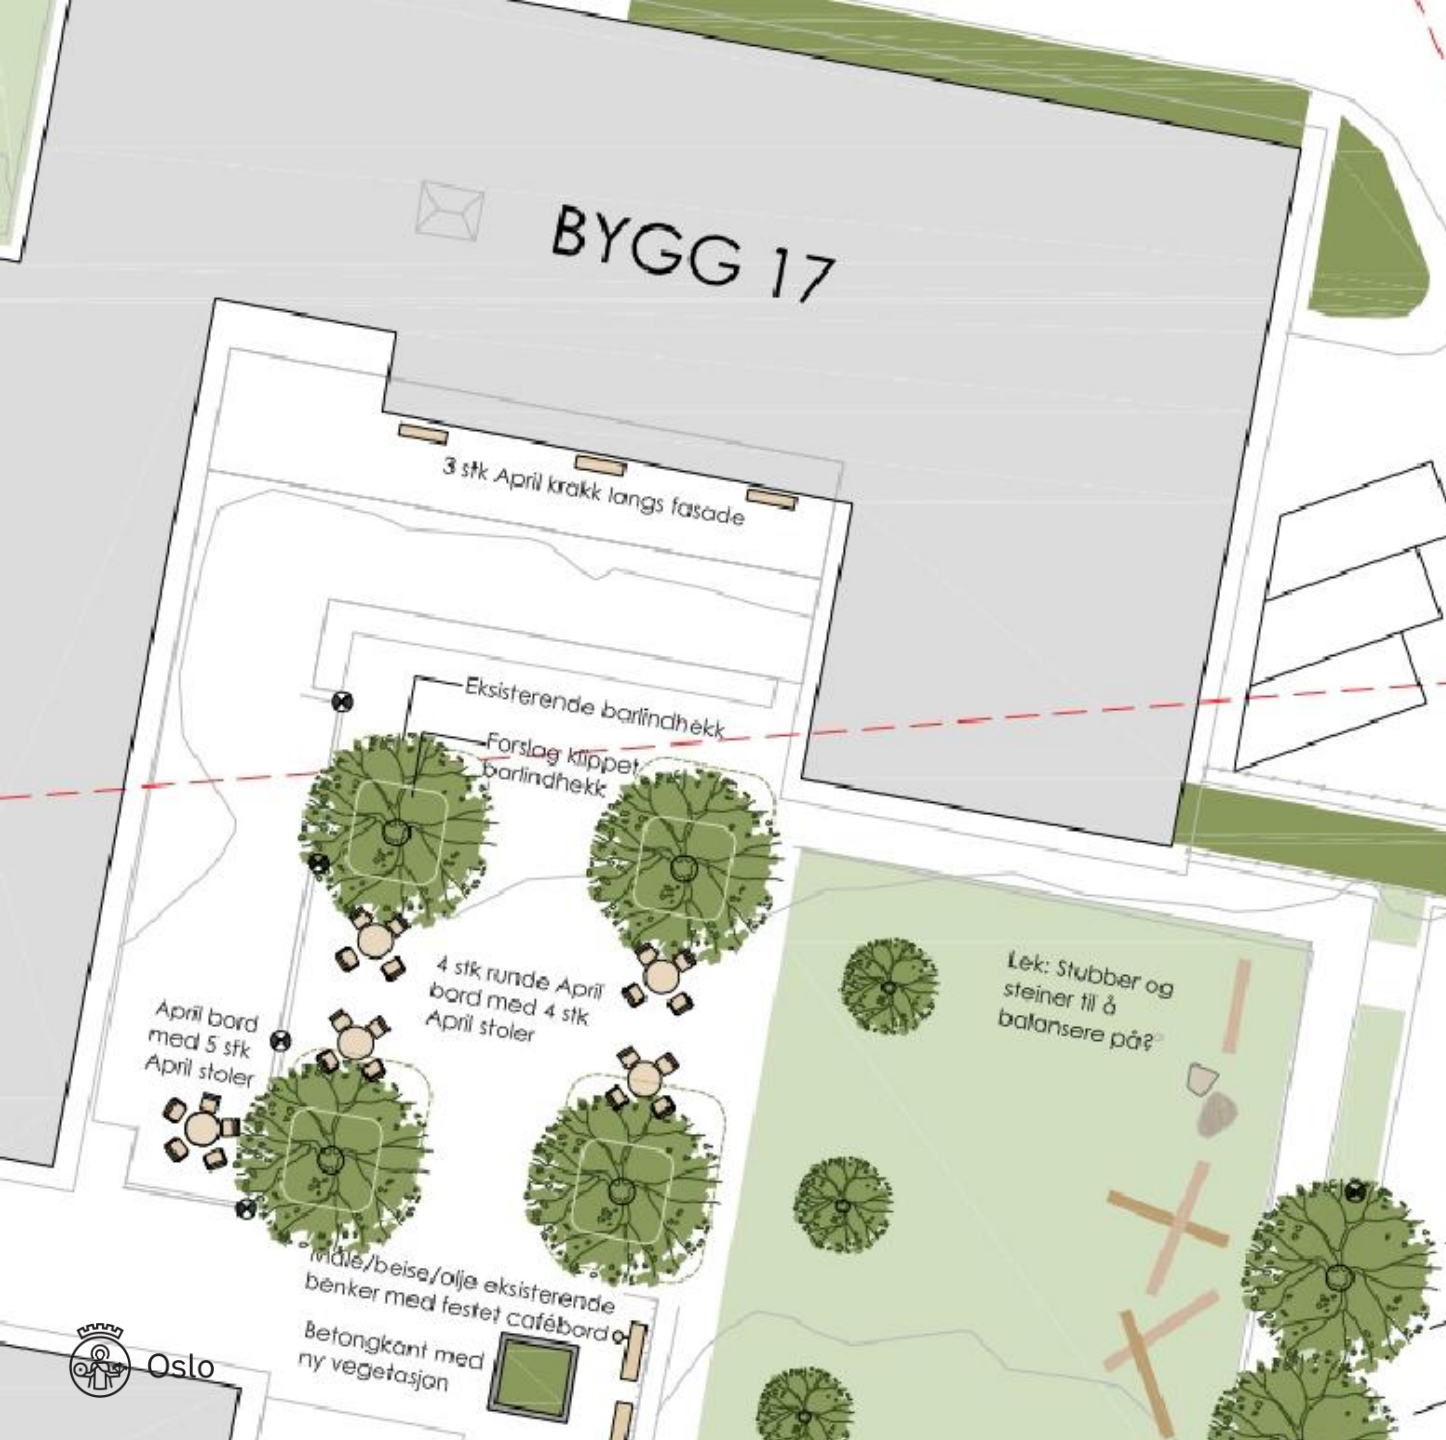 BYGG 17
3 stk April krakk langs fasade
Eksisterende barlindhekk
Forslag klippet
barlindhekk
4 stk runde April
bord med 4 stk
April stoler
Lek: Stubber og
steiner til å
balansere på?
April bord
med 5 stk
April stoler
Male/beise/olje eksisterende
benker med festet cafébord
Betongkant med
ny vegetasjon
Oslo